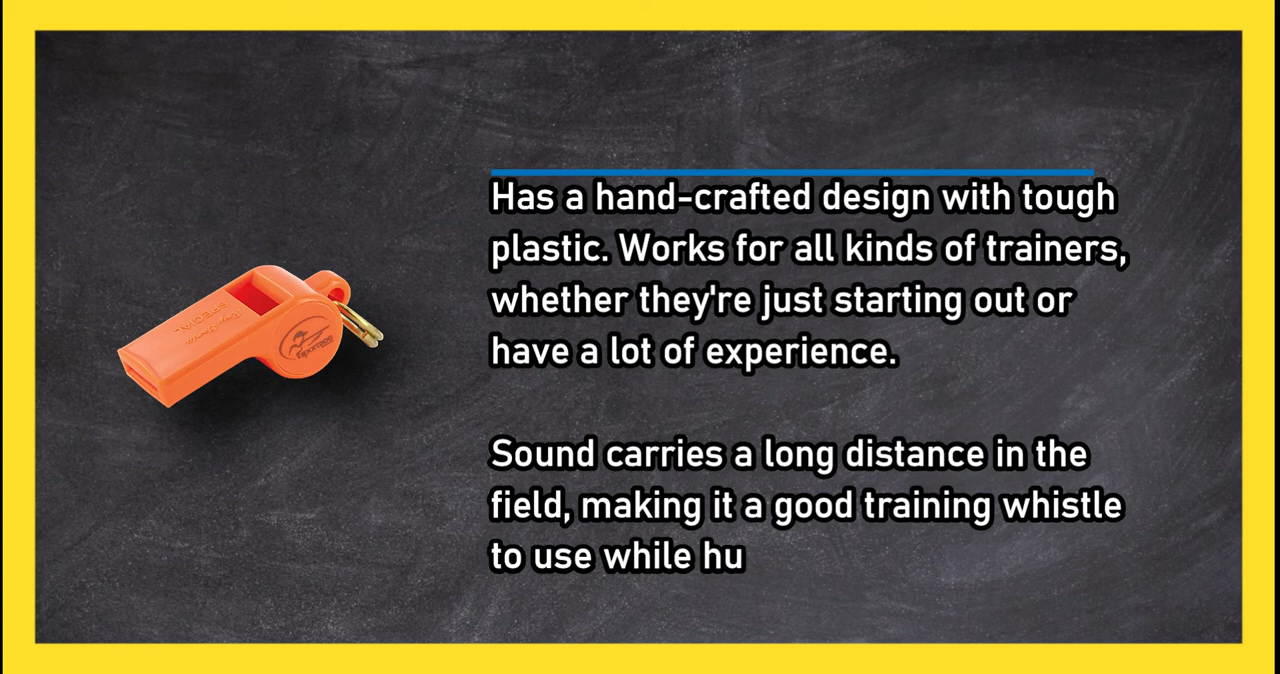 Has a hand-crafted design with tough
plastic. Works for all kinds of trainers,
whether they're just starting out or
have a lot of experience.
Sound carries a long distance in the
field, making it a good training whistle
to use while hu
SPECIAL
Sportdog